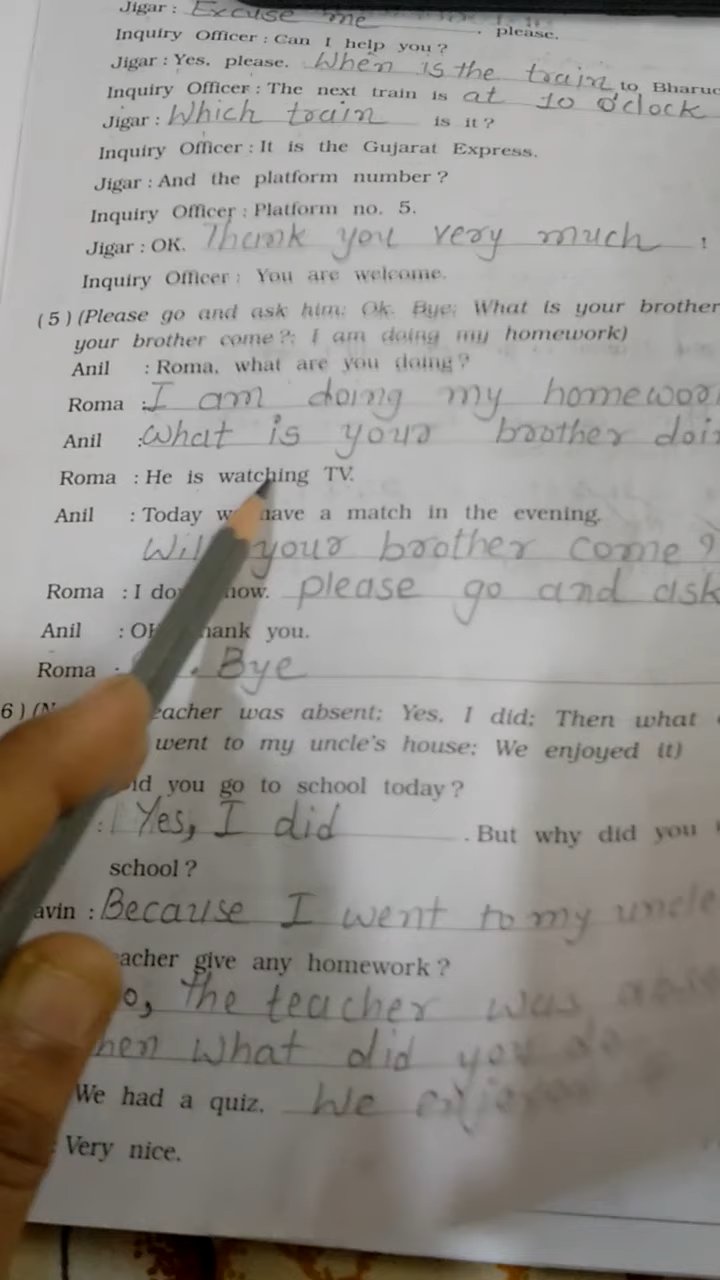 Jigar : Excuse me, please.
Inquiry Officer : Can I help you ?
Jigar : Yes, please. When is the train to Bharuc
Inquiry Officer : The next train is at 10 o'clock
Jigar : Which train is it ?
Inquiry Officer : It is the Gujarat Express.
Jigar : And the platform number ?
Inquiry Officer : Platform no. 5.
Jigar : OK. Thank you very much !
Inquiry Officer : You are welcome.
(5) (Please go and ask him; Ok. Bye; What is your brother
your brother come?; I am doing my homework)
Anil : Roma, what are you doing ?
Roma : I am doing my homewor
Anil : What is your brother doi
Roma : He is watching TV.
Anil : Today have a match in the evening.
your brother come ?
Roma : I please go and ask
Anil : you.
Roma : Bye
6) eacher was absent; Yes, I did; Then what
went to my uncle's house; We enjoyed it)
id you go to school today ?
: Yes, I did . But why did you
school ?
avin : Because I went to my uncle
acher give any homework ?
o, the teacher was
hen what did you do
We had a quiz. We
Very nice.